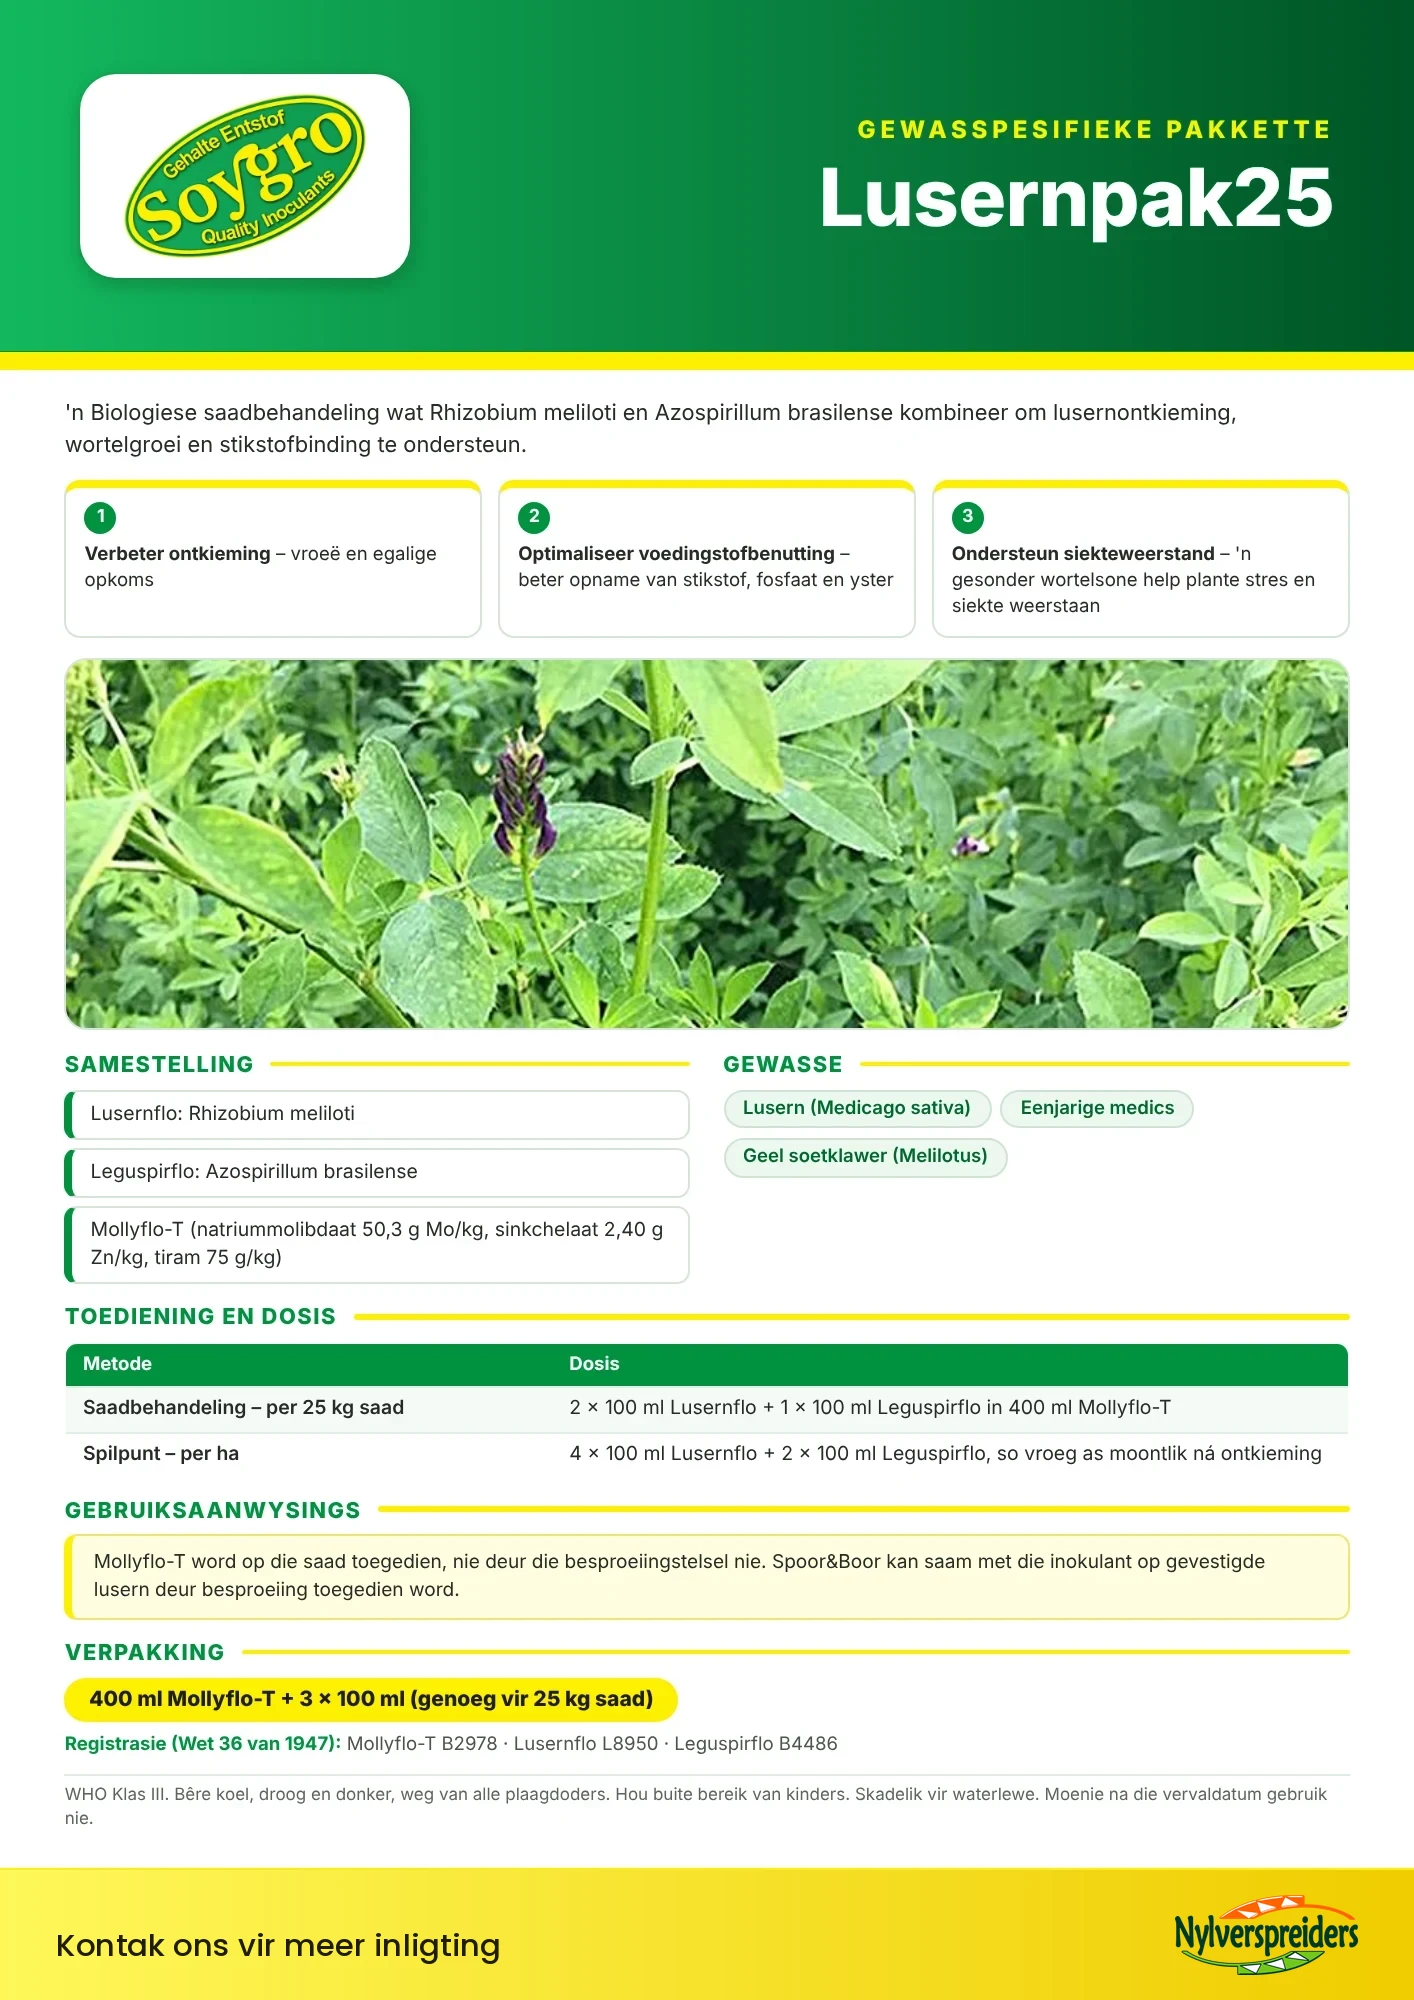 Gehalte Entstof
Soygro
Quality Inoculants
GEWASSPESIFIEKE PAKKETTE
Lusernpak25
'n Biologiese saadbehandeling wat Rhizobium meliloti en Azospirillum brasilense kombineer om lusernontkieming,
wortelgroei en stikstofbinding te ondersteun.
1
Verbeter ontkieming – vroeë en egalige
opkoms
2
Optimaliseer voedingstofbenutting –
beter opname van stikstof, fosfaat en yster
3
Ondersteun siekteweerstand – 'n
gesonder wortelsone help plante stres en
siekte weerstaan
SAMESTELLING
Lusernflo: Rhizobium meliloti
Leguspirflo: Azospirillum brasilense
Mollyflo-T (natriummolibdaat 50,3 g Mo/kg, sinkchelaat 2,40 g
Zn/kg, tiram 75 g/kg)
GEWASSE
Lusern (Medicago sativa)
Eenjarige medics
Geel soetklawer (Melilotus)
TOEDIENING EN DOSIS
Metode Dosis
Saadbehandeling – per 25 kg saad 2 × 100 ml Lusernflo + 1 × 100 ml Leguspirflo in 400 ml Mollyflo-T
Spilpunt – per ha 4 × 100 ml Lusernflo + 2 × 100 ml Leguspirflo, so vroeg as moontlik ná ontkieming
GEBRUIKSAANWYSINGS
Mollyflo-T word op die saad toegedien, nie deur die besproeiingstelsel nie. Spoor&Boor kan saam met die inokulant op gevestigde
lusern deur besproeiing toegedien word.
VERPAKKING
400 ml Mollyflo-T + 3 × 100 ml (genoeg vir 25 kg saad)
Registrasie (Wet 36 van 1947): Mollyflo-T B2978 · Lusernflo L8950 · Leguspirflo B4486
WHO Klas III. Bêre koel, droog en donker, weg van alle plaagdoders. Hou buite bereik van kinders. Skadelik vir waterlewe. Moenie na die vervaldatum gebruik
nie.
Kontak ons vir meer inligting
Nylverspreiders